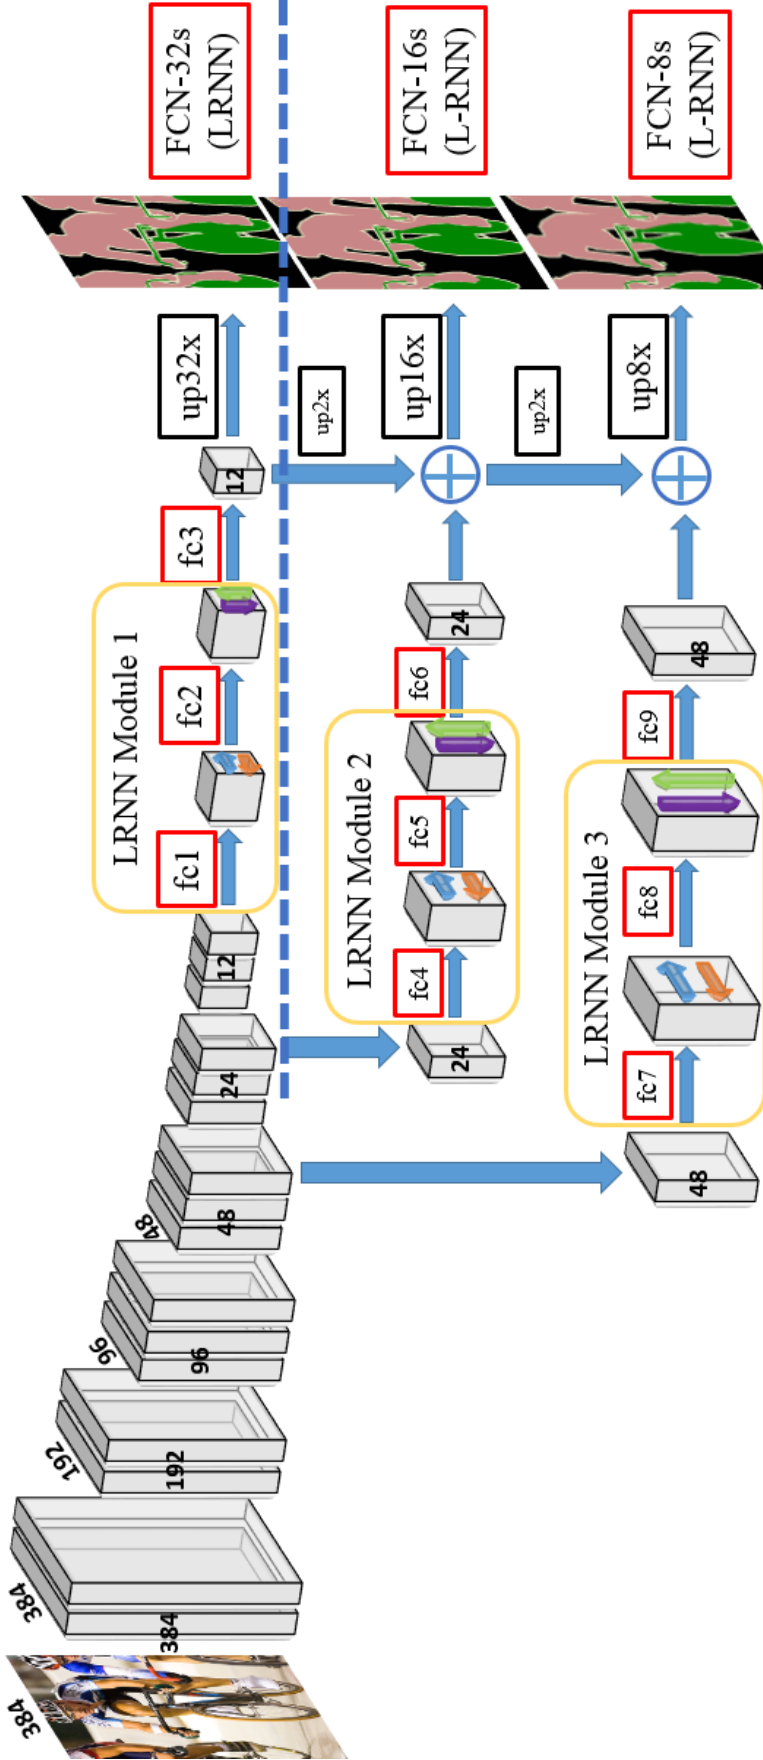 384
384
384
192
192
96
96
48
48
24
12
LRNN Module 1
fc1
fc2
fc3
12
up32x
FCN-32s
(LRNN)
up2x
24
LRNN Module 2
fc4
fc5
fc6
24
up16x
FCN-16s
(L-RNN)
up2x
48
LRNN Module 3
fc7
fc8
fc9
48
up8x
FCN-8s
(L-RNN)